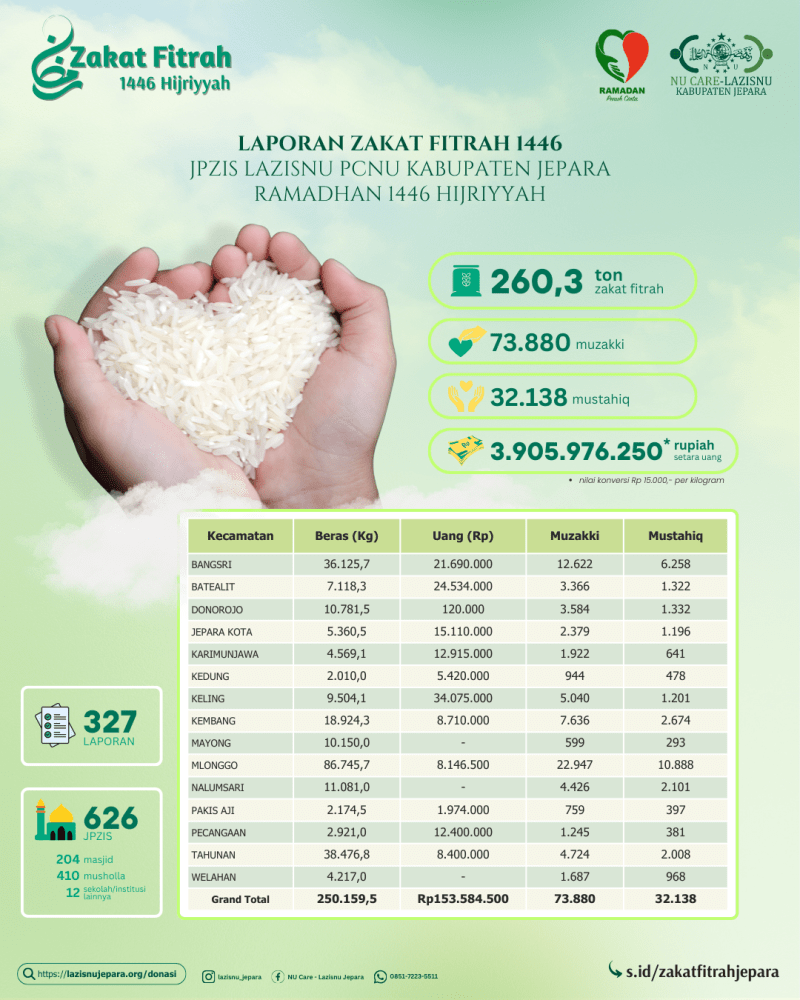 Zakat Fitrah
1446 Hijriyyah
RAMADAN
Penuh Cinta
N U
NU CARE-LAZISNU
KABUPATEN JEPARA
LAPORAN ZAKAT FITRAH 1446
JPZIS LAZISNU PCNU KABUPATEN JEPARA
RAMADHAN 1446 HIJRIYYAH
260,3 ton
zakat fitrah
73.880 muzakki
32.138 mustahiq
3.905.976.250* rupiah
setara uang
• nilai konversi Rp 15.000,- per kilogram
Kecamatan Beras (Kg) Uang (Rp) Muzakki Mustahiq
BANGSRI 36.125,7 21.690.000 12.622 6.258
BATEALIT 7.118,3 24.534.000 3.366 1.322
DONOROJO 10.781,5 120.000 3.584 1.332
JEPARA KOTA 5.360,5 15.110.000 2.379 1.196
KARIMUNJAWA 4.569,1 12.915.000 1.922 641
KEDUNG 2.010,0 5.420.000 944 478
KELING 9.504,1 34.075.000 5.040 1.201
KEMBANG 18.924,3 8.710.000 7.636 2.674
MAYONG 10.150,0 - 599 293
MLONGGO 86.745,7 8.146.500 22.947 10.888
NALUMSARI 11.081,0 - 4.426 2.101
PAKIS AJI 2.174,5 1.974.000 759 397
PECANGAAN 2.921,0 12.400.000 1.245 381
TAHUNAN 38.476,8 8.400.000 4.724 2.008
WELAHAN 4.217,0 - 1.687 968
Grand Total 250.159,5 Rp153.584.500 73.880 32.138
327
LAPORAN
626
JPZIS
204 masjid
410 musholla
12 sekolah/institusi
lainnya
https://lazisnujepara.org/donasi
lazisnu_jepara
NU Care - Lazisnu Jepara
0851-7223-5511
s.id/zakatfitrahjepara